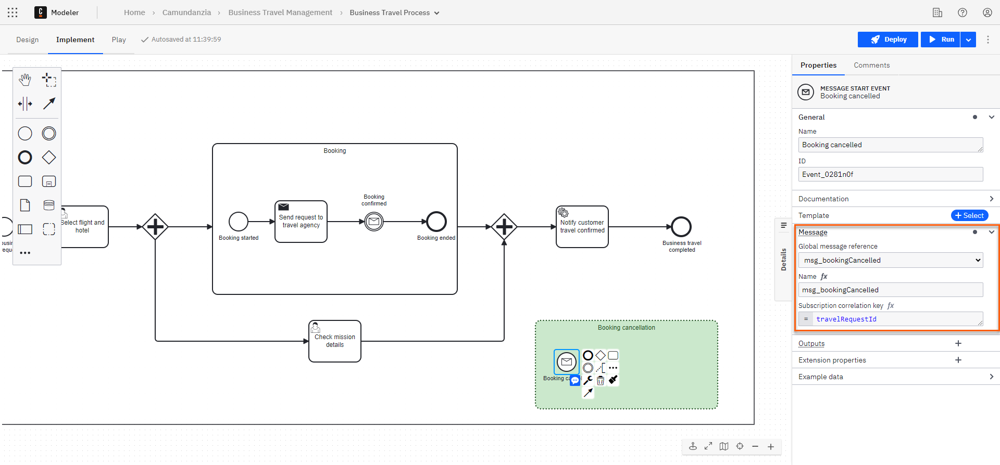 C Modeler
Home › Camundanzia › Business Travel Management › Business Travel Process
Design Implement Play Autosaved at 11:39:59
Deploy Run
Properties Comments
MESSAGE START EVENT
Booking cancelled
General
Name
Booking cancelled
ID
Event_0281n0f
Documentation
Template
Select
Message
Global message reference
msg_bookingCancelled
Name fx
msg_bookingCancelled
Subscription correlation key fx
= travelRequestId
Outputs
Extension properties
Example data
Details
Select flight and
hotel
Booking
Booking started
Send request to
travel agency
Booking
confirmed
Booking ended
Check mission
details
Notify customer
travel confirmed
Business travel
completed
Booking cancellation
Booking ca